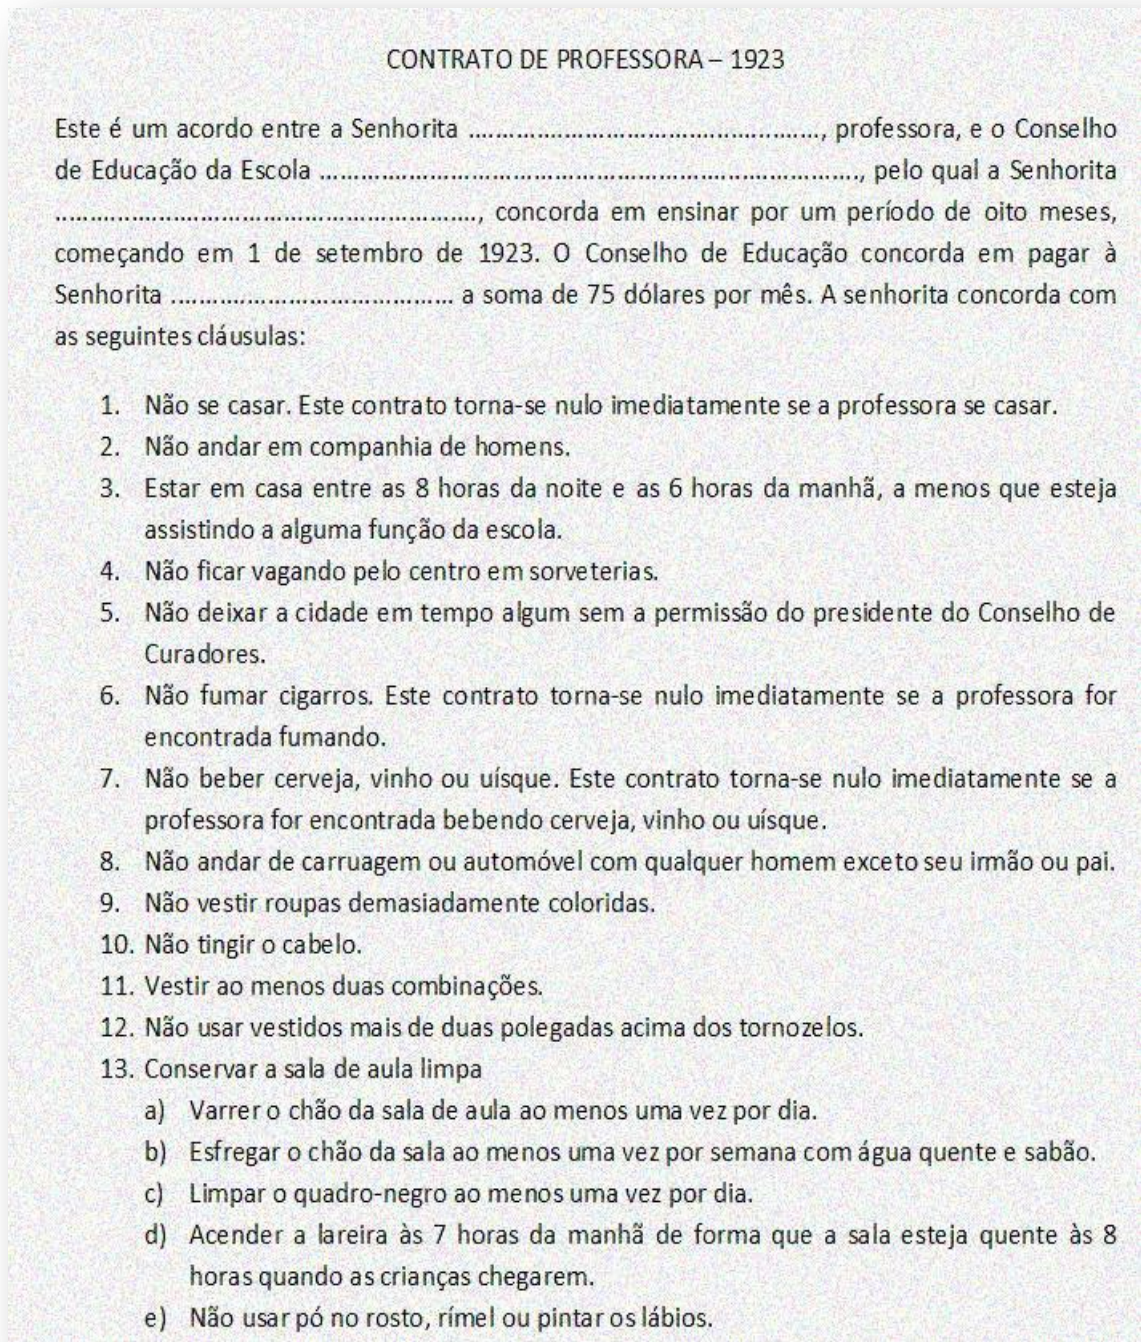 CONTRATO DE PROFESSORA – 1923
Este é um acordo entre a Senhorita ...................................................., professora, e o Conselho
de Educação da Escola ..............................................................................., pelo qual a Senhorita
............................................................., concorda em ensinar por um período de oito meses,
começando em 1 de setembro de 1923. O Conselho de Educação concorda em pagar à
Senhorita .......................................... a soma de 75 dólares por mês. A senhorita concorda com
as seguintes cláusulas:
1. Não se casar. Este contrato torna-se nulo imediatamente se a professora se casar.
2. Não andar em companhia de homens.
3. Estar em casa entre as 8 horas da noite e as 6 horas da manhã, a menos que esteja
assistindo a alguma função da escola.
4. Não ficar vagando pelo centro em sorveterias.
5. Não deixar a cidade em tempo algum sem a permissão do presidente do Conselho de
Curadores.
6. Não fumar cigarros. Este contrato torna-se nulo imediatamente se a professora for
encontrada fumando.
7. Não beber cerveja, vinho ou uísque. Este contrato torna-se nulo imediatamente se a
professora for encontrada bebendo cerveja, vinho ou uísque.
8. Não andar de carruagem ou automóvel com qualquer homem exceto seu irmão ou pai.
9. Não vestir roupas demasiadamente coloridas.
10. Não tingir o cabelo.
11. Vestir ao menos duas combinações.
12. Não usar vestidos mais de duas polegadas acima dos tornozelos.
13. Conservar a sala de aula limpa
a) Varrer o chão da sala de aula ao menos uma vez por dia.
b) Esfregar o chão da sala ao menos uma vez por semana com água quente e sabão.
c) Limpar o quadro-negro ao menos uma vez por dia.
d) Acender a lareira às 7 horas da manhã de forma que a sala esteja quente às 8
horas quando as crianças chegarem.
e) Não usar pó no rosto, rímel ou pintar os lábios.